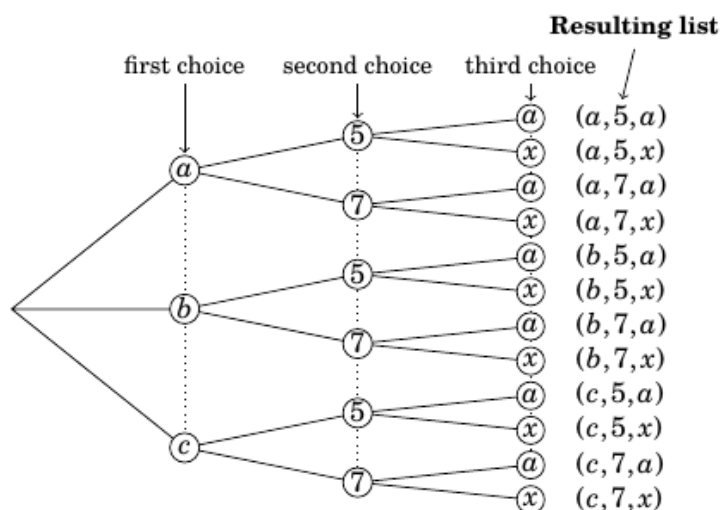 Resulting list
first choice second choice third choice
a (a,5,a)
5
x (a,5,x)
a
a (a,7,a)
7
x (a,7,x)
a (b,5,a)
5
x (b,5,x)
b
a (b,7,a)
7
x (b,7,x)
a (c,5,a)
5
x (c,5,x)
c
a (c,7,a)
7
x (c,7,x)